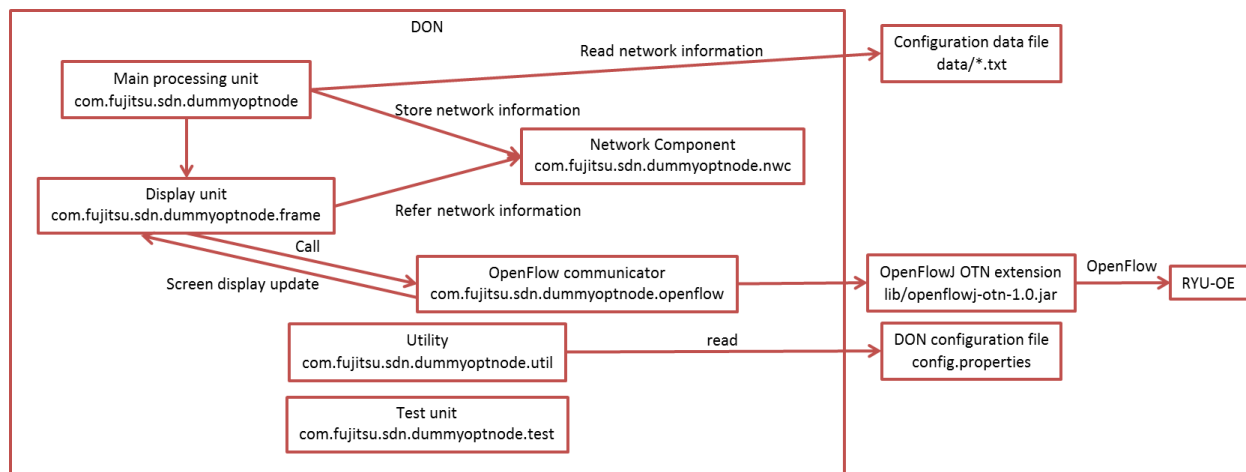 DON
Read network information
Configuration data file
data/*.txt
Main processing unit
com.fujitsu.sdn.dummyoptnode
Store network information
Network Component
com.fujitsu.sdn.dummyoptnode.nwc
Display unit
com.fujitsu.sdn.dummyoptnode.frame
Refer network information
Call
Screen display update
OpenFlow communicator
com.fujitsu.sdn.dummyoptnode.openflow
OpenFlowJ OTN extension
lib/openflowj-otn-1.0.jar
OpenFlow
RYU-OE
Utility
com.fujitsu.sdn.dummyoptnode.util
read
DON configuration file
config.properties
Test unit
com.fujitsu.sdn.dummyoptnode.test